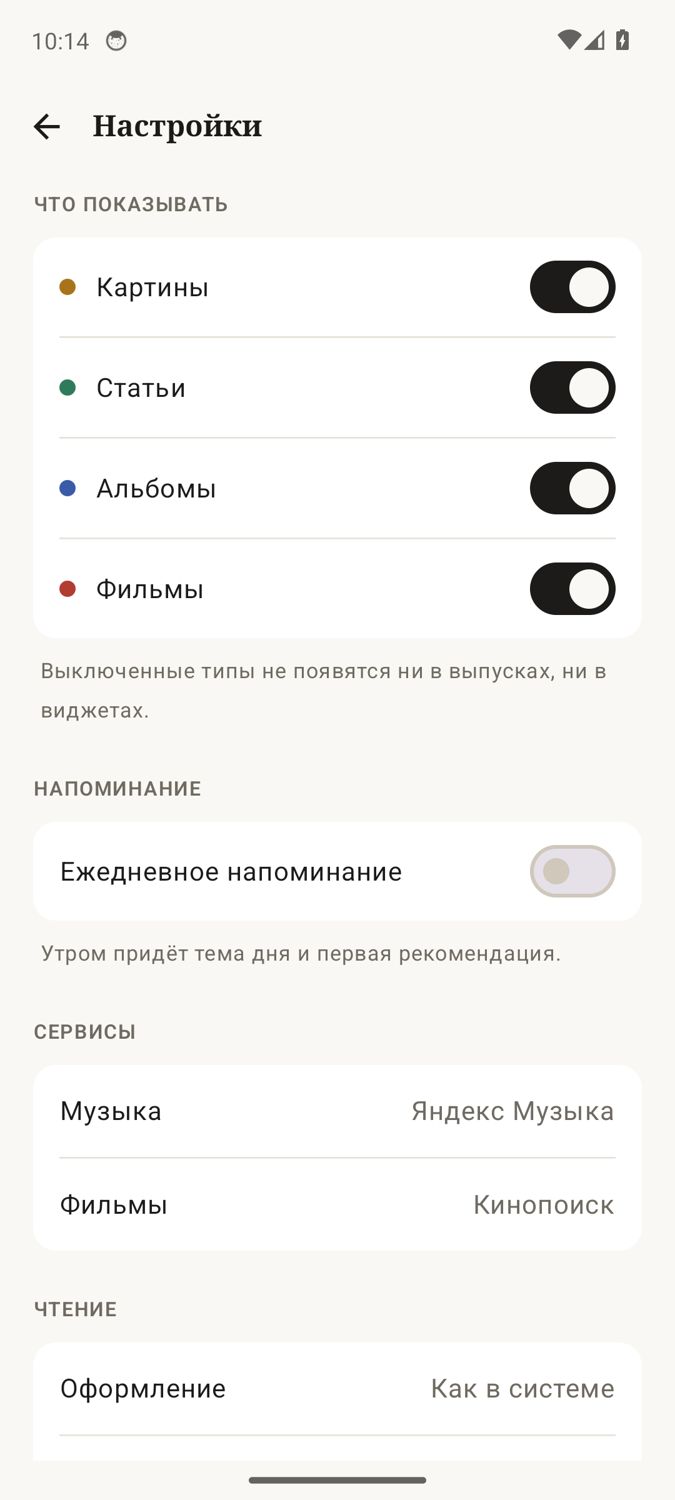 10:14
Настройки
ЧТО ПОКАЗЫВАТЬ
Картины
Статьи
Альбомы
Фильмы
Выключенные типы не появятся ни в выпусках, ни в
виджетах.
НАПОМИНАНИЕ
Ежедневное напоминание
Утром придёт тема дня и первая рекомендация.
СЕРВИСЫ
Музыка Яндекс Музыка
Фильмы Кинопоиск
ЧТЕНИЕ
Оформление Как в системе